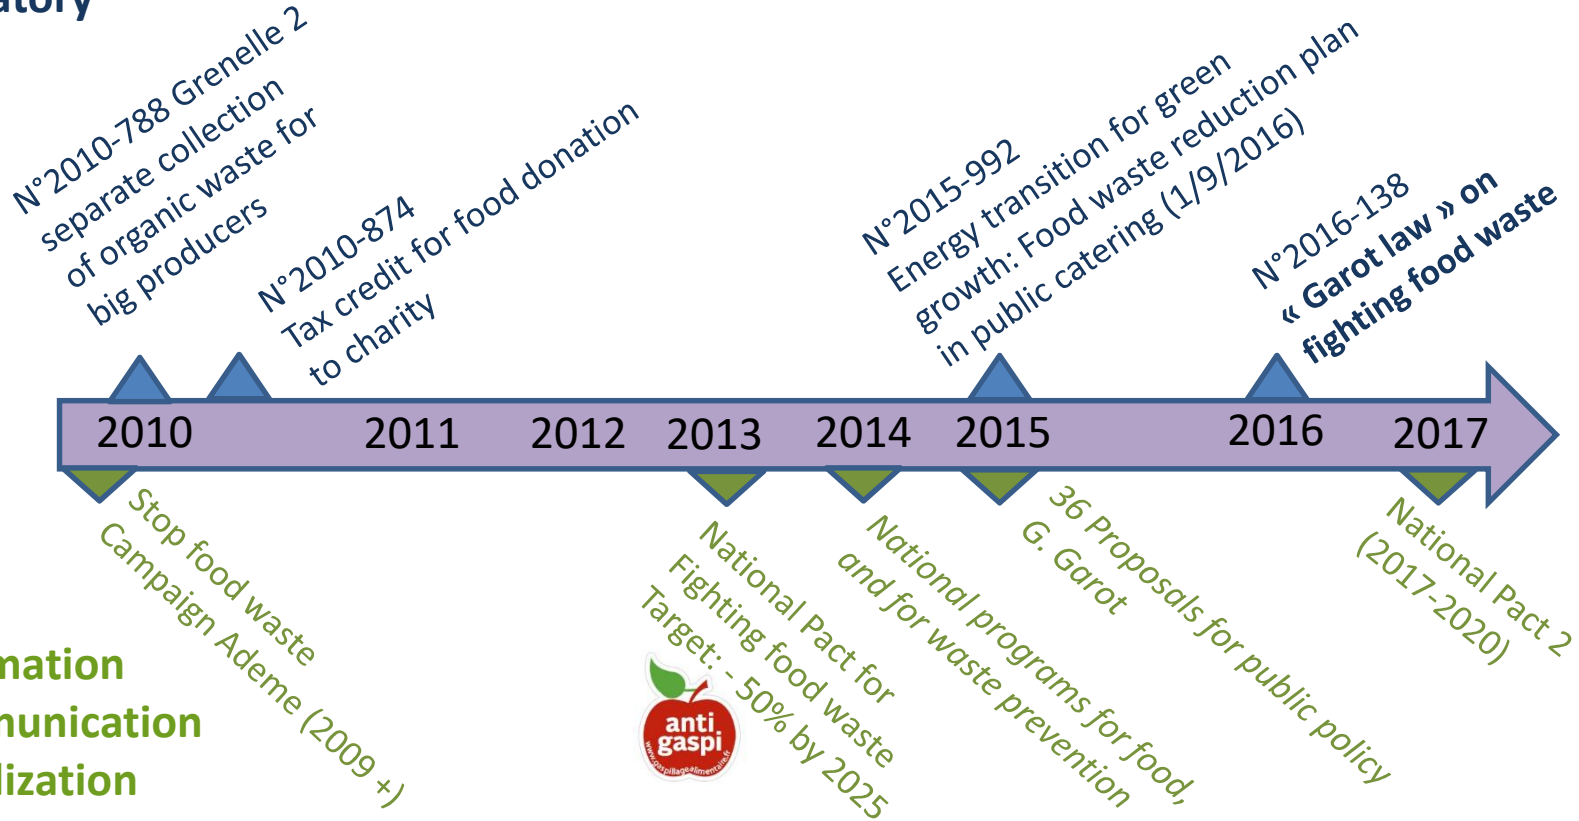 atory
N°2010-788 Grenelle 2
separate collection
of organic waste for
big producers
N°2010-874
Tax credit for food donation
to charity
N°2015-992
Energy transition for green
growth: Food waste reduction plan
in public catering (1/9/2016)
N°2016-138
« Garot law » on
fighting food waste
2010 2011 2012 2013 2014 2015 2016 2017
Stop food waste
Campaign Ademe (2009 +)
National Pact for
Fighting food waste
Target: - 50% by 2025
National programs for food,
and for waste prevention
36 Proposals for public policy
G. Garot
National Pact 2
(2017-2020)
mation
munication
lization
anti
gaspi
www.gaspillagealimentaire.fr